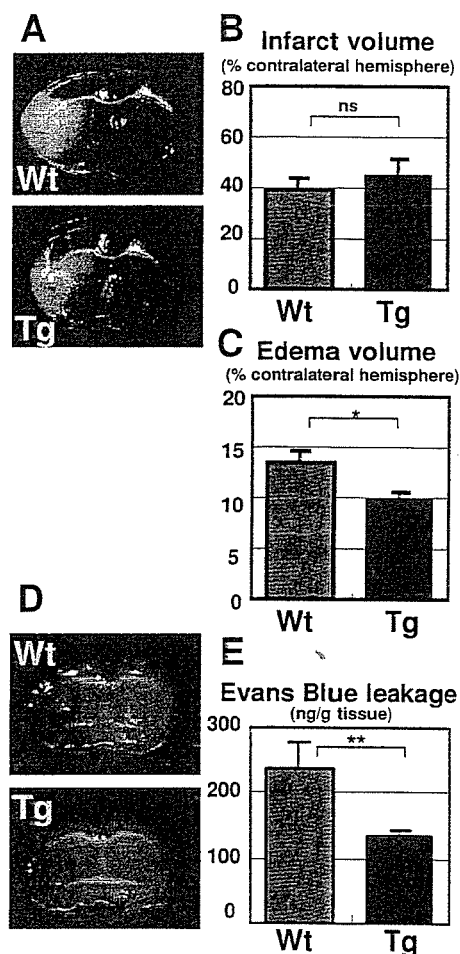 A
Wt
Tg
B
Infarct volume
(% contralateral hemisphere)
80
60
40
20
0
ns
Wt Tg
C
Edema volume
(% contralateral hemisphere)
20
15
10
5
0
*
Wt Tg
D
Wt
Tg
E
Evans Blue leakage
(ng/g tissue)
300
200
100
0
**
Wt Tg